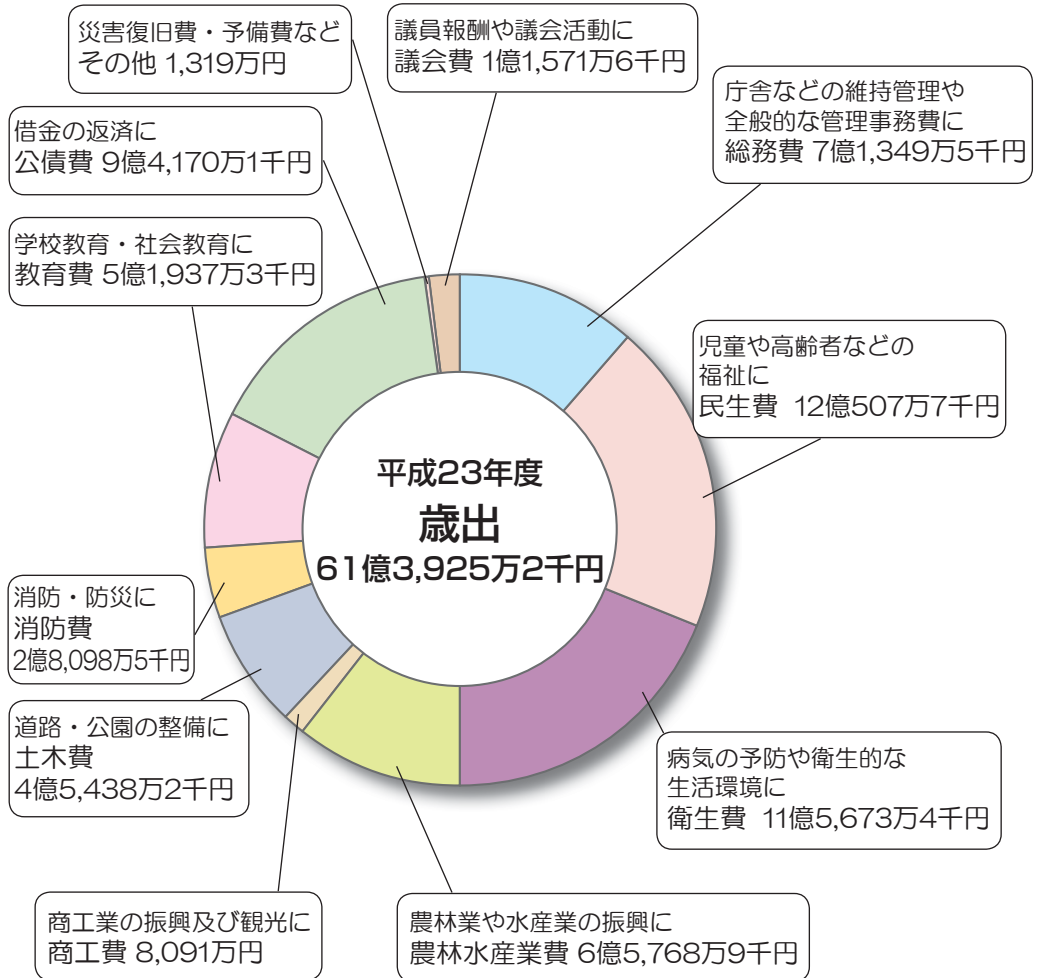 災害復旧費・予備費など
その他 1,319万円
議員報酬や議会活動に
議会費 1億1,571万6千円
庁舎などの維持管理や
全般的な管理事務費に
総務費 7億1,349万5千円
借金の返済に
公債費 9億4,170万1千円
学校教育・社会教育に
教育費 5億1,937万3千円
児童や高齢者などの
福祉に
民生費 12億507万7千円
平成23年度
歳出
61億3,925万2千円
消防・防災に
消防費
2億8,098万5千円
道路・公園の整備に
土木費
4億5,438万2千円
病気の予防や衛生的な
生活環境に
衛生費 11億5,673万4千円
商工業の振興及び観光に
商工費 8,091万円
農林業や水産業の振興に
農林水産業費 6億5,768万9千円